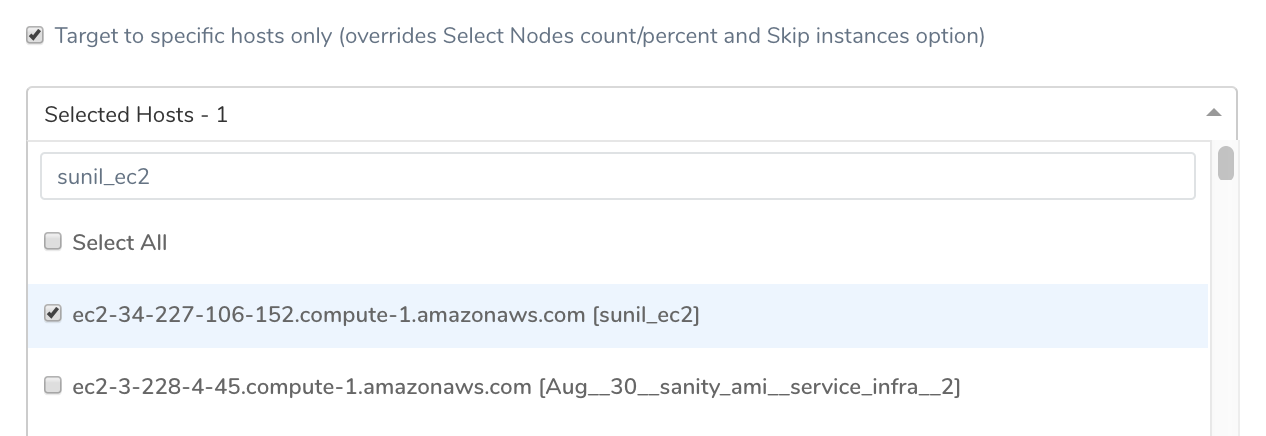 Target to specific hosts only (overrides Select Nodes count/percent and Skip instances option)
Selected Hosts - 1
sunil_ec2
Select All
ec2-34-227-106-152.compute-1.amazonaws.com [sunil_ec2]
ec2-3-228-4-45.compute-1.amazonaws.com [Aug__30__sanity_ami__service_infra__2]